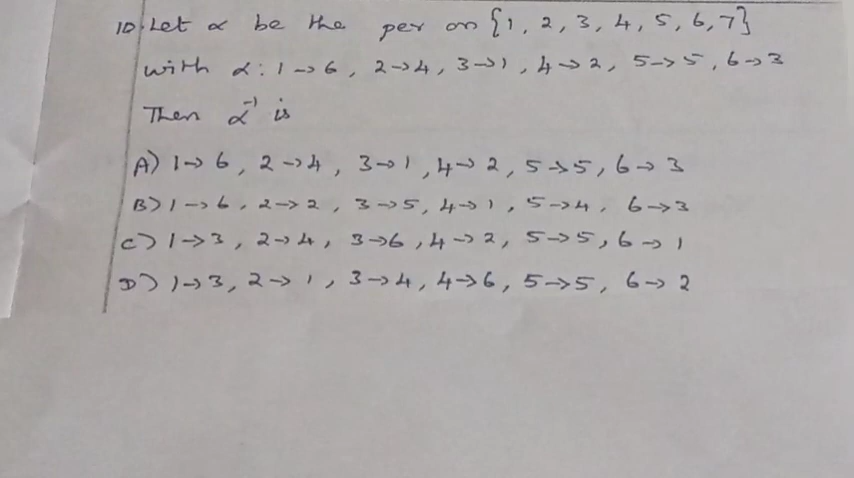 10. Let α be the per on {1, 2, 3, 4, 5, 6, 7}
with α: 1→6, 2→4, 3→1, 4→2, 5→5, 6→3
Then α⁻¹ is
A) 1→6, 2→4, 3→1, 4→2, 5→5, 6→3
B) 1→6, 2→2, 3→5, 4→1, 5→4, 6→3
C) 1→3, 2→4, 3→6, 4→2, 5→5, 6→1
D) 1→3, 2→1, 3→4, 4→6, 5→5, 6→2